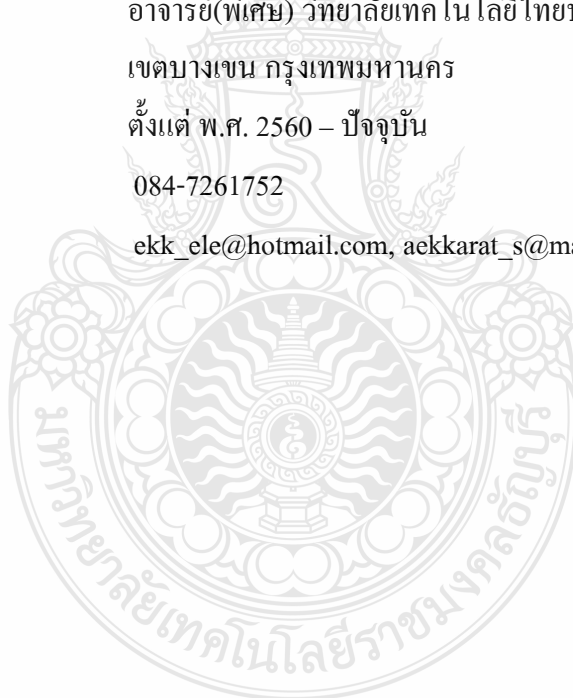 อาจารย์(พิเศษ) วิทยาลัยเทคโนโลยีไทย
เขตบางเขน กรุงเทพมหานคร
ตั้งแต่ พ.ศ. 2560 – ปัจจุบัน
084-7261752
ekk_ele@hotmail.com, aekkarat_s@ma
มหาวิทยาลัยเทคโนโลยีราชมงคลธัญบุรี